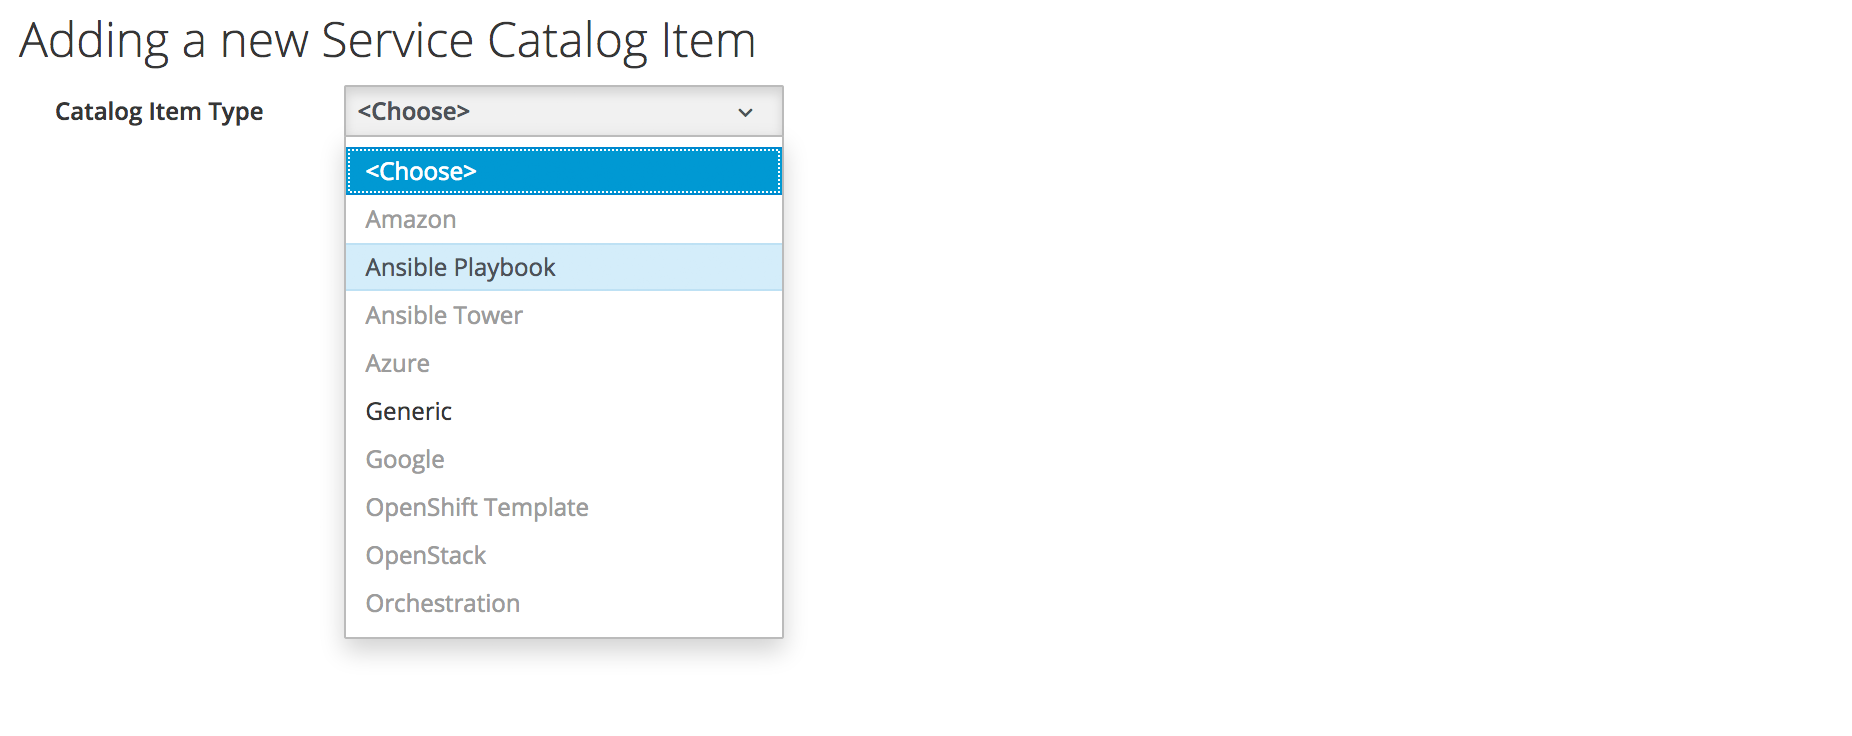 Adding a new Service Catalog Item
Catalog Item Type <Choose>
<Choose>
Amazon
Ansible Playbook
Ansible Tower
Azure
Generic
Google
OpenShift Template
OpenStack
Orchestration